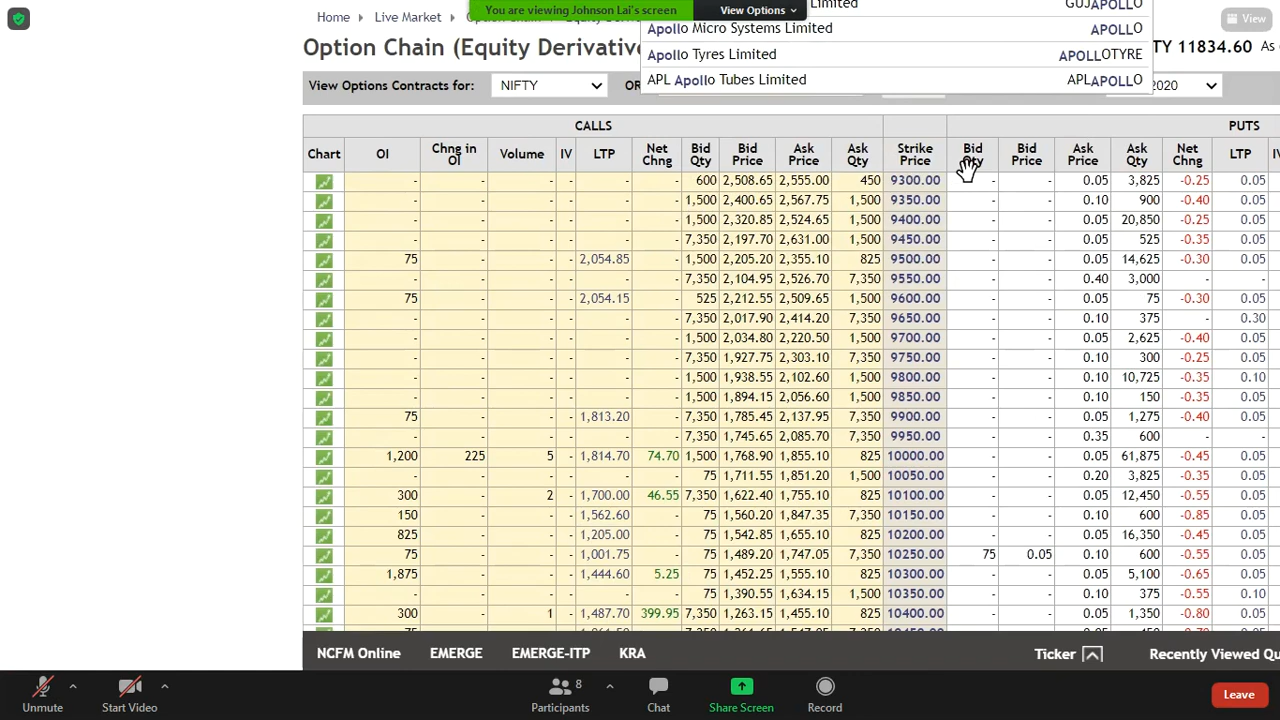 You are viewing Johnson Lai's screen
View Options
View
Home
Live Market
Limited GUJAPOLLO
Apollo Micro Systems Limited APOLLO
Apollo Tyres Limited APOLLOTYRE
APL Apollo Tubes Limited APLAPOLLO
Option Chain (Equity Derivative
TY 11834.60 As
View Options Contracts for: NIFTY 2020
CALLS PUTS
Chart OI Chng in OI Volume IV LTP Net Chng Bid Qty Bid Price Ask Price Ask Qty Strike Price Bid Qty Bid Price Ask Price Ask Qty Net Chng LTP
- - - - - - 600 2,508.65 2,555.00 450 9300.00 - - 0.05 3,825 -0.25 0.05
- - - - - - 1,500 2,400.65 2,567.75 1,500 9350.00 - - 0.10 900 -0.40 0.05
- - - - - - 1,500 2,320.85 2,524.65 1,500 9400.00 - - 0.05 20,850 -0.25 0.05
- - - - - - 7,350 2,197.70 2,631.00 1,500 9450.00 - - 0.05 525 -0.35 0.05
75 - - - 2,054.85 - 1,500 2,205.20 2,355.10 825 9500.00 - - 0.05 14,625 -0.30 0.05
- - - - - - 7,350 2,104.95 2,526.70 7,350 9550.00 - - 0.40 3,000 - -
75 - - - 2,054.15 - 525 2,212.55 2,509.65 1,500 9600.00 - - 0.05 75 -0.30 0.05
- - - - - - 7,350 2,017.90 2,414.20 7,350 9650.00 - - 0.10 375 - 0.30
- - - - - - 1,500 2,034.80 2,220.50 1,500 9700.00 - - 0.05 2,625 -0.40 0.05
- - - - - - 7,350 1,927.75 2,303.10 7,350 9750.00 - - 0.10 300 -0.25 0.05
- - - - - - 1,500 1,938.55 2,102.60 1,500 9800.00 - - 0.10 10,725 -0.35 0.10
- - - - - - 1,500 1,894.15 2,056.60 1,500 9850.00 - - 0.10 150 -0.35 0.05
75 - - - 1,813.20 - 7,350 1,785.45 2,137.95 7,350 9900.00 - - 0.05 1,275 -0.40 0.05
- - - - - - 7,350 1,745.65 2,085.70 7,350 9950.00 - - 0.35 600 - -
1,200 225 5 - 1,814.70 74.70 1,500 1,768.90 1,855.10 825 10000.00 - - 0.05 61,875 -0.45 0.05
- - - - - - 75 1,711.55 1,851.20 1,500 10050.00 - - 0.20 3,825 -0.35 0.05
300 - 2 - 1,700.00 46.55 7,350 1,622.40 1,755.10 825 10100.00 - - 0.05 12,450 -0.55 0.05
150 - - - 1,562.60 - 75 1,560.20 1,847.35 7,350 10150.00 - - 0.10 600 -0.85 0.05
825 - - - 1,205.00 - 75 1,542.85 1,655.10 825 10200.00 - - 0.05 16,350 -0.45 0.05
75 - - - 1,001.75 - 75 1,489.20 1,747.05 7,350 10250.00 75 0.05 0.10 600 -0.55 0.05
1,875 - - - 1,444.60 5.25 75 1,452.25 1,555.10 825 10300.00 - - 0.05 5,100 -0.65 0.05
- - - - - - 75 1,390.55 1,634.15 1,500 10350.00 - - 0.10 375 -0.55 0.10
300 - 1 - 1,487.70 399.95 7,350 1,263.15 1,455.10 825 10400.00 - - 0.05 1,350 -0.80 0.05
NCFM Online EMERGE EMERGE-ITP KRA Ticker Recently Viewed Qu
8
Unmute Start Video Participants Chat Share Screen Record Leave